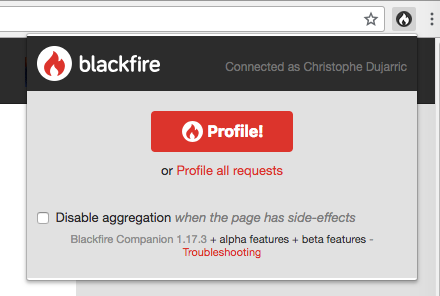 blackfire
Connected as Christophe Dujarric
Profile!
or Profile all requests
Disable aggregation when the page has side-effects
Blackfire Companion 1.17.3 + alpha features + beta features -
Troubleshooting